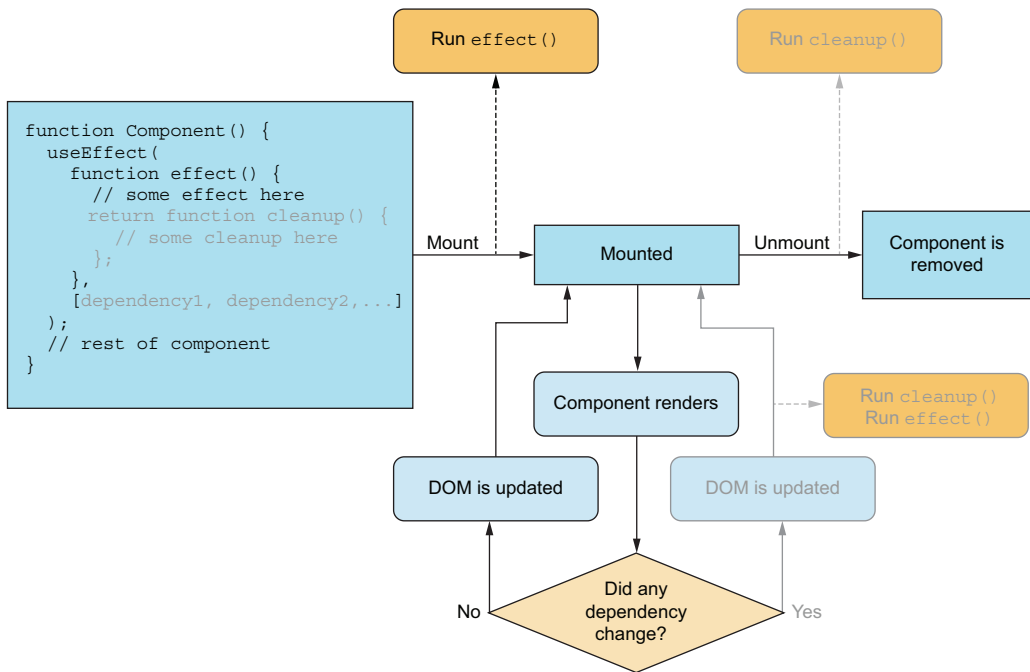 Run effect()
Run cleanup()
function Component() {
  useEffect(
    function effect() {
      // some effect here
      return function cleanup() {
        // some cleanup here
      };
    },
    [dependency1, dependency2,...]
  );
  // rest of component
}
Mount
Mounted
Unmount
Component is
removed
Component renders
Run cleanup()
Run effect()
DOM is updated
DOM is updated
No
Did any
dependency
change?
Yes